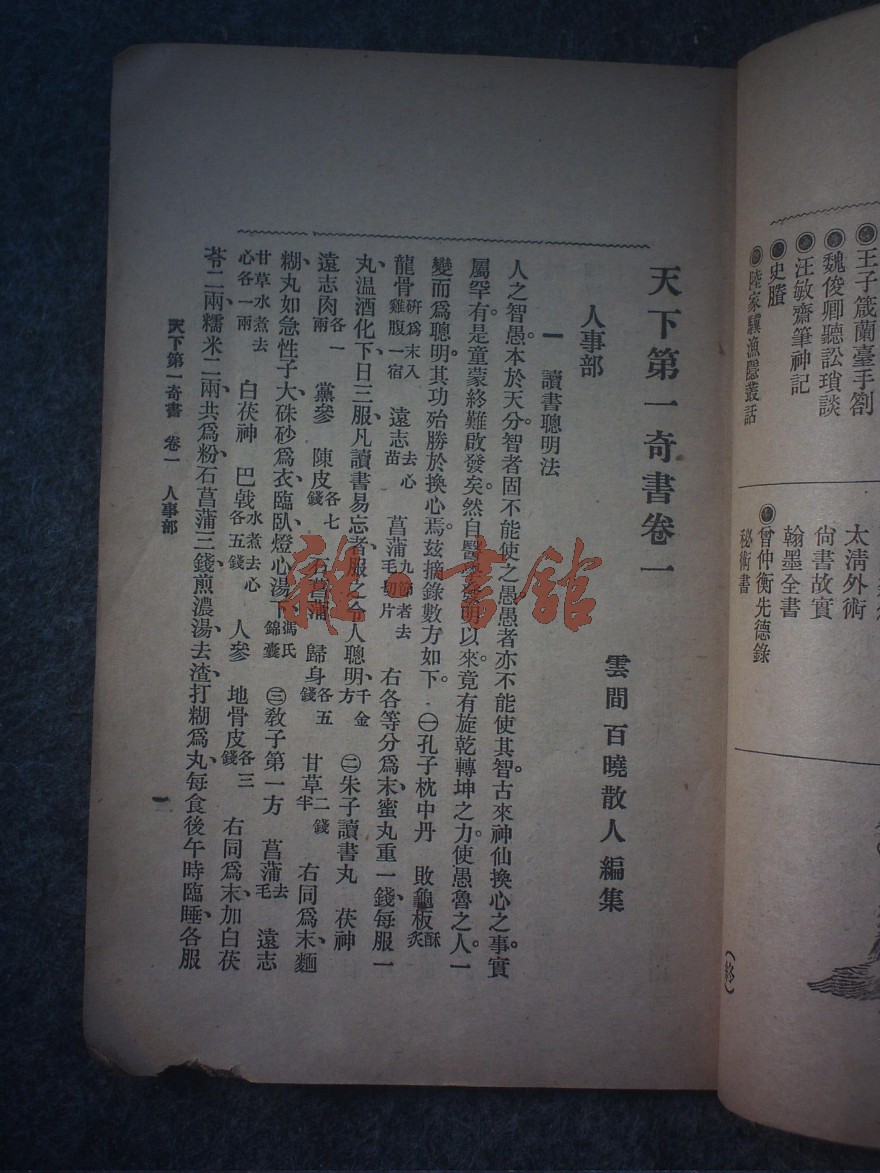 王子箴蘭臺手劄
魏俊卿聽訟瑣談
汪敏齋筆神記
史賸
陸家驥漁隱叢話
太淸外術
尙書故實
翰墨全書
曾仲衡先德錄
秘術書
(終)
天下第一奇書卷一
雲間百曉散人編集
人事部
一 讀書聰明法
人之智愚。本於天分。智者固不能使之愚。愚者亦不能使其智。古來神仙換心之事。實
屬罕有。是童蒙終難啟發矣。然自醫藥發明以來。竟有旋乾轉坤之力。使愚魯之人。一
變而爲聰明。其功殆勝於換心焉。茲摘錄數方如下。㊀孔子枕中丹 敗龜板酥炙
龍骨研爲末入雞腹一宿 遠志去心苗 菖蒲九節者去毛切片 右各等分爲末、蜜丸重一錢、每服一
丸、温酒化下、日三服、凡讀書易忘者、服之令人聰明、千金方 ㊁朱子讀書丸 茯神
遠志肉各一兩 黨參 陳皮各七錢 石菖蒲 歸身各五錢 甘草二錢半 右同爲末、麵
糊丸如急性子大、硃砂爲衣、臨臥燈心湯下、馮氏錦囊 ㊂敎子第一方 菖蒲去毛 遠志
甘草水煮去心各一兩 白茯神 巴戟水煮去心各五錢 人參 地骨皮各三錢 右同爲末、加白茯
苓二兩、糯米二兩、共爲粉、石菖蒲三錢、煎濃湯去渣、打糊爲丸、每食後午時臨睡、各服
天下第一奇書 卷一 人事部
一
雜·書館